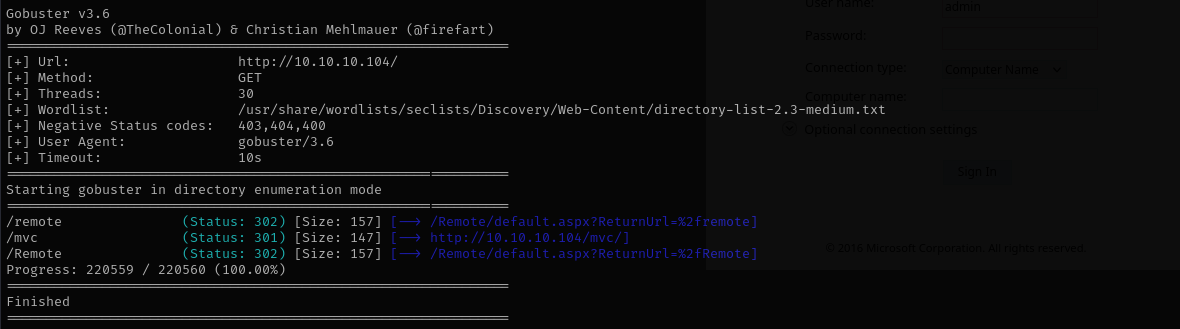 Gobuster v3.6
by OJ Reeves (@TheColonial) & Christian Mehlmauer (@firefart)
[+] Url: http://10.10.10.104/
[+] Method: GET
[+] Threads: 30
[+] Wordlist: /usr/share/wordlists/seclists/Discovery/Web-Content/directory-list-2.3-medium.txt
[+] Negative Status codes: 403,404,400
[+] User Agent: gobuster/3.6
[+] Timeout: 10s
Starting gobuster in directory enumeration mode
/remote (Status: 302) [Size: 157] [--> /Remote/default.aspx?ReturnUrl=%2fremote]
/mvc (Status: 301) [Size: 147] [--> http://10.10.10.104/mvc/]
/Remote (Status: 302) [Size: 157] [--> /Remote/default.aspx?ReturnUrl=%2fRemote]
Progress: 220559 / 220560 (100.00%)
Finished
User name: admin
Password:
Connection type: Computer Name
Computer name:
Optional connection settings
Sign In
© 2016 Microsoft Corporation. All rights reserved.